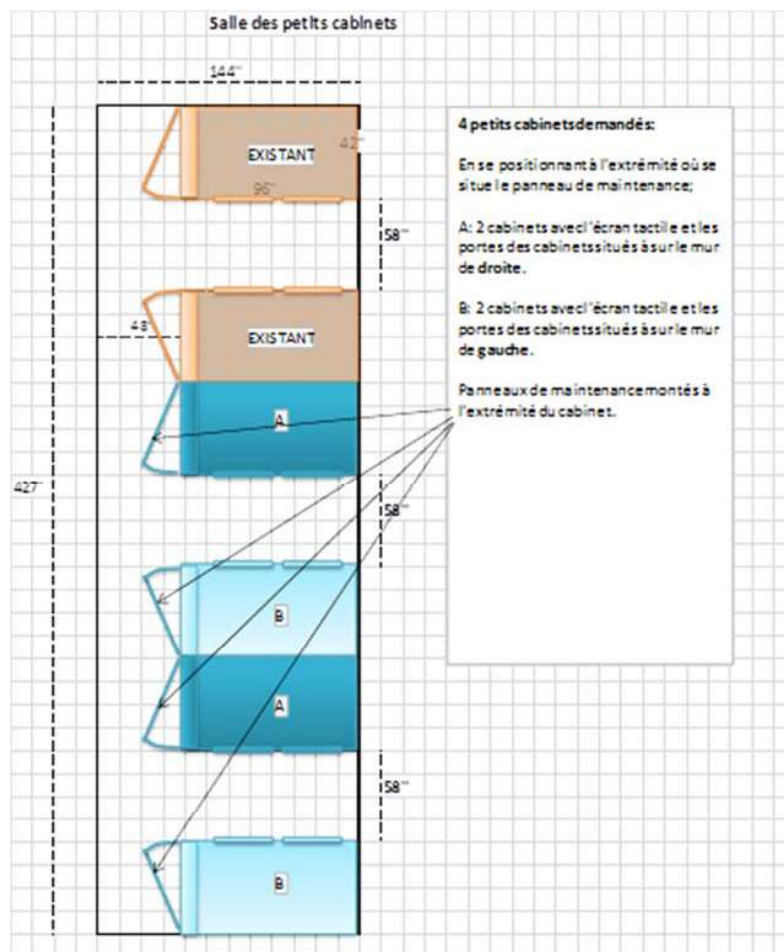 Salle des petits cabinets
144"
EXISTANT
42"
96"
58"
48"
EXISTANT
A
427"
58"
B
A
58"
B
4 petits cabinets demandés:
En se positionnant à l'extrémité où se
situe le panneau de maintenance;
A: 2 cabinets avec l'écran tactile et les
portes des cabinets situés à sur le mur
de droite.
B: 2 cabinets avec l'écran tactile et les
portes des cabinets situés à sur le mur
de gauche.
Panneaux de maintenance montés à
l'extrémité du cabinet.